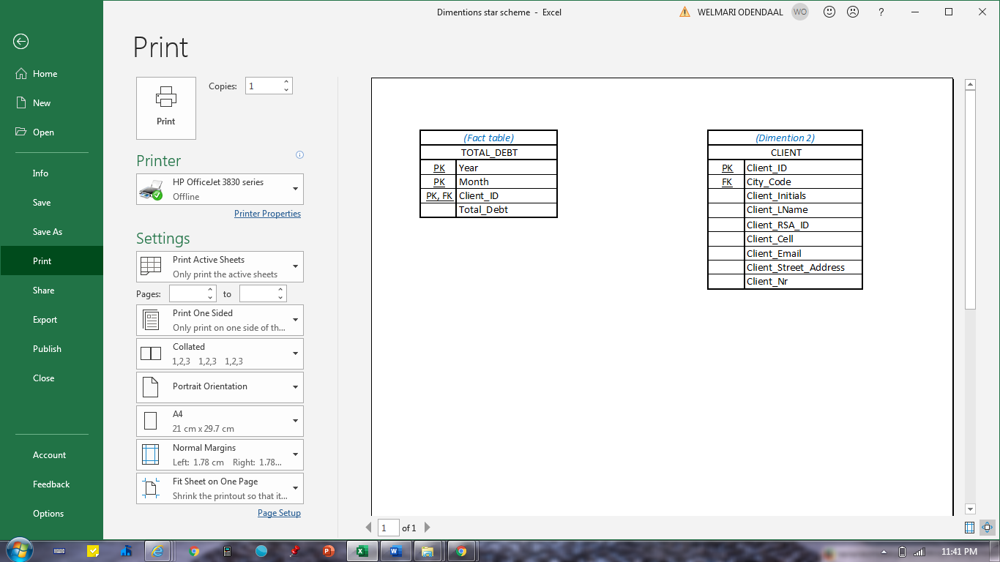 Dimentions star scheme - Excel
WELMARI ODENDAAL
WO
?
Home
New
Open
Info
Save
Save As
Print
Share
Export
Publish
Close
Account
Feedback
Options
Print
Print
Copies: 1
Printer
HP OfficeJet 3830 series
Offline
Printer Properties
Settings
Print Active Sheets
Only print the active sheets
Pages: to
Print One Sided
Only print on one side of th...
Collated
1,2,3 1,2,3 1,2,3
Portrait Orientation
A4
21 cm x 29.7 cm
Normal Margins
Left: 1.78 cm Right: 1.78...
Fit Sheet on One Page
Shrink the printout so that it...
Page Setup
(Fact table)
TOTAL_DEBT
PK Year
PK Month
PK, FK Client_ID
Total_Debt
(Dimention 2)
CLIENT
PK Client_ID
FK City_Code
Client_Initials
Client_LName
Client_RSA_ID
Client_Cell
Client_Email
Client_Street_Address
Client_Nr
1 of 1
11:41 PM